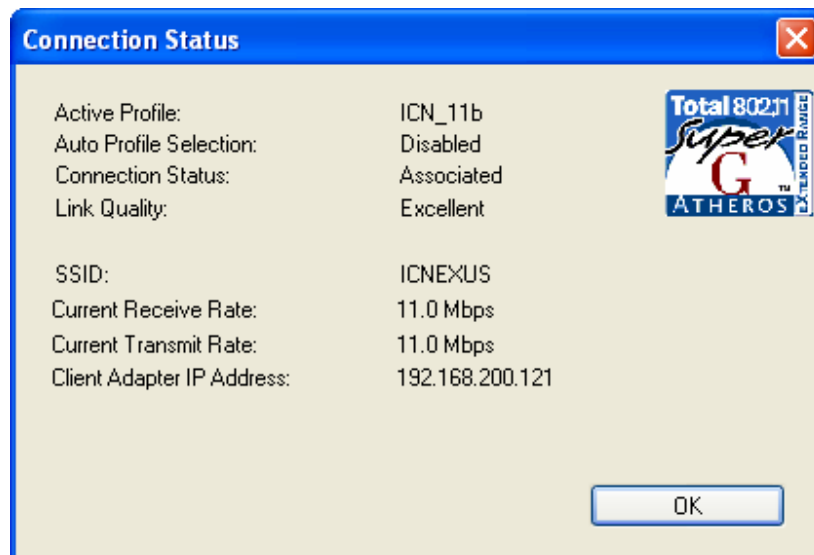 Connection Status
Active Profile: ICN_11b
Auto Profile Selection: Disabled
Connection Status: Associated
Link Quality: Excellent
Total 802.11
Super
G™
ATHEROS
EXTENDED RANGE
SSID: ICNEXUS
Current Receive Rate: 11.0 Mbps
Current Transmit Rate: 11.0 Mbps
Client Adapter IP Address: 192.168.200.121
OK